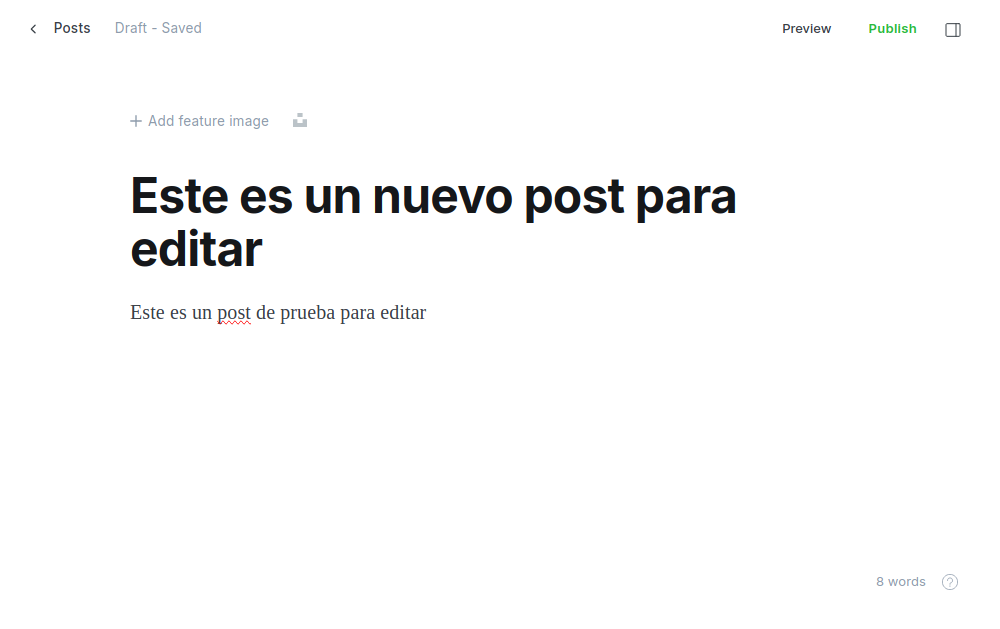 Posts
Draft - Saved
Preview
Publish
Add feature image
Este es un nuevo post para
editar
Este es un post de prueba para editar
8 words
?